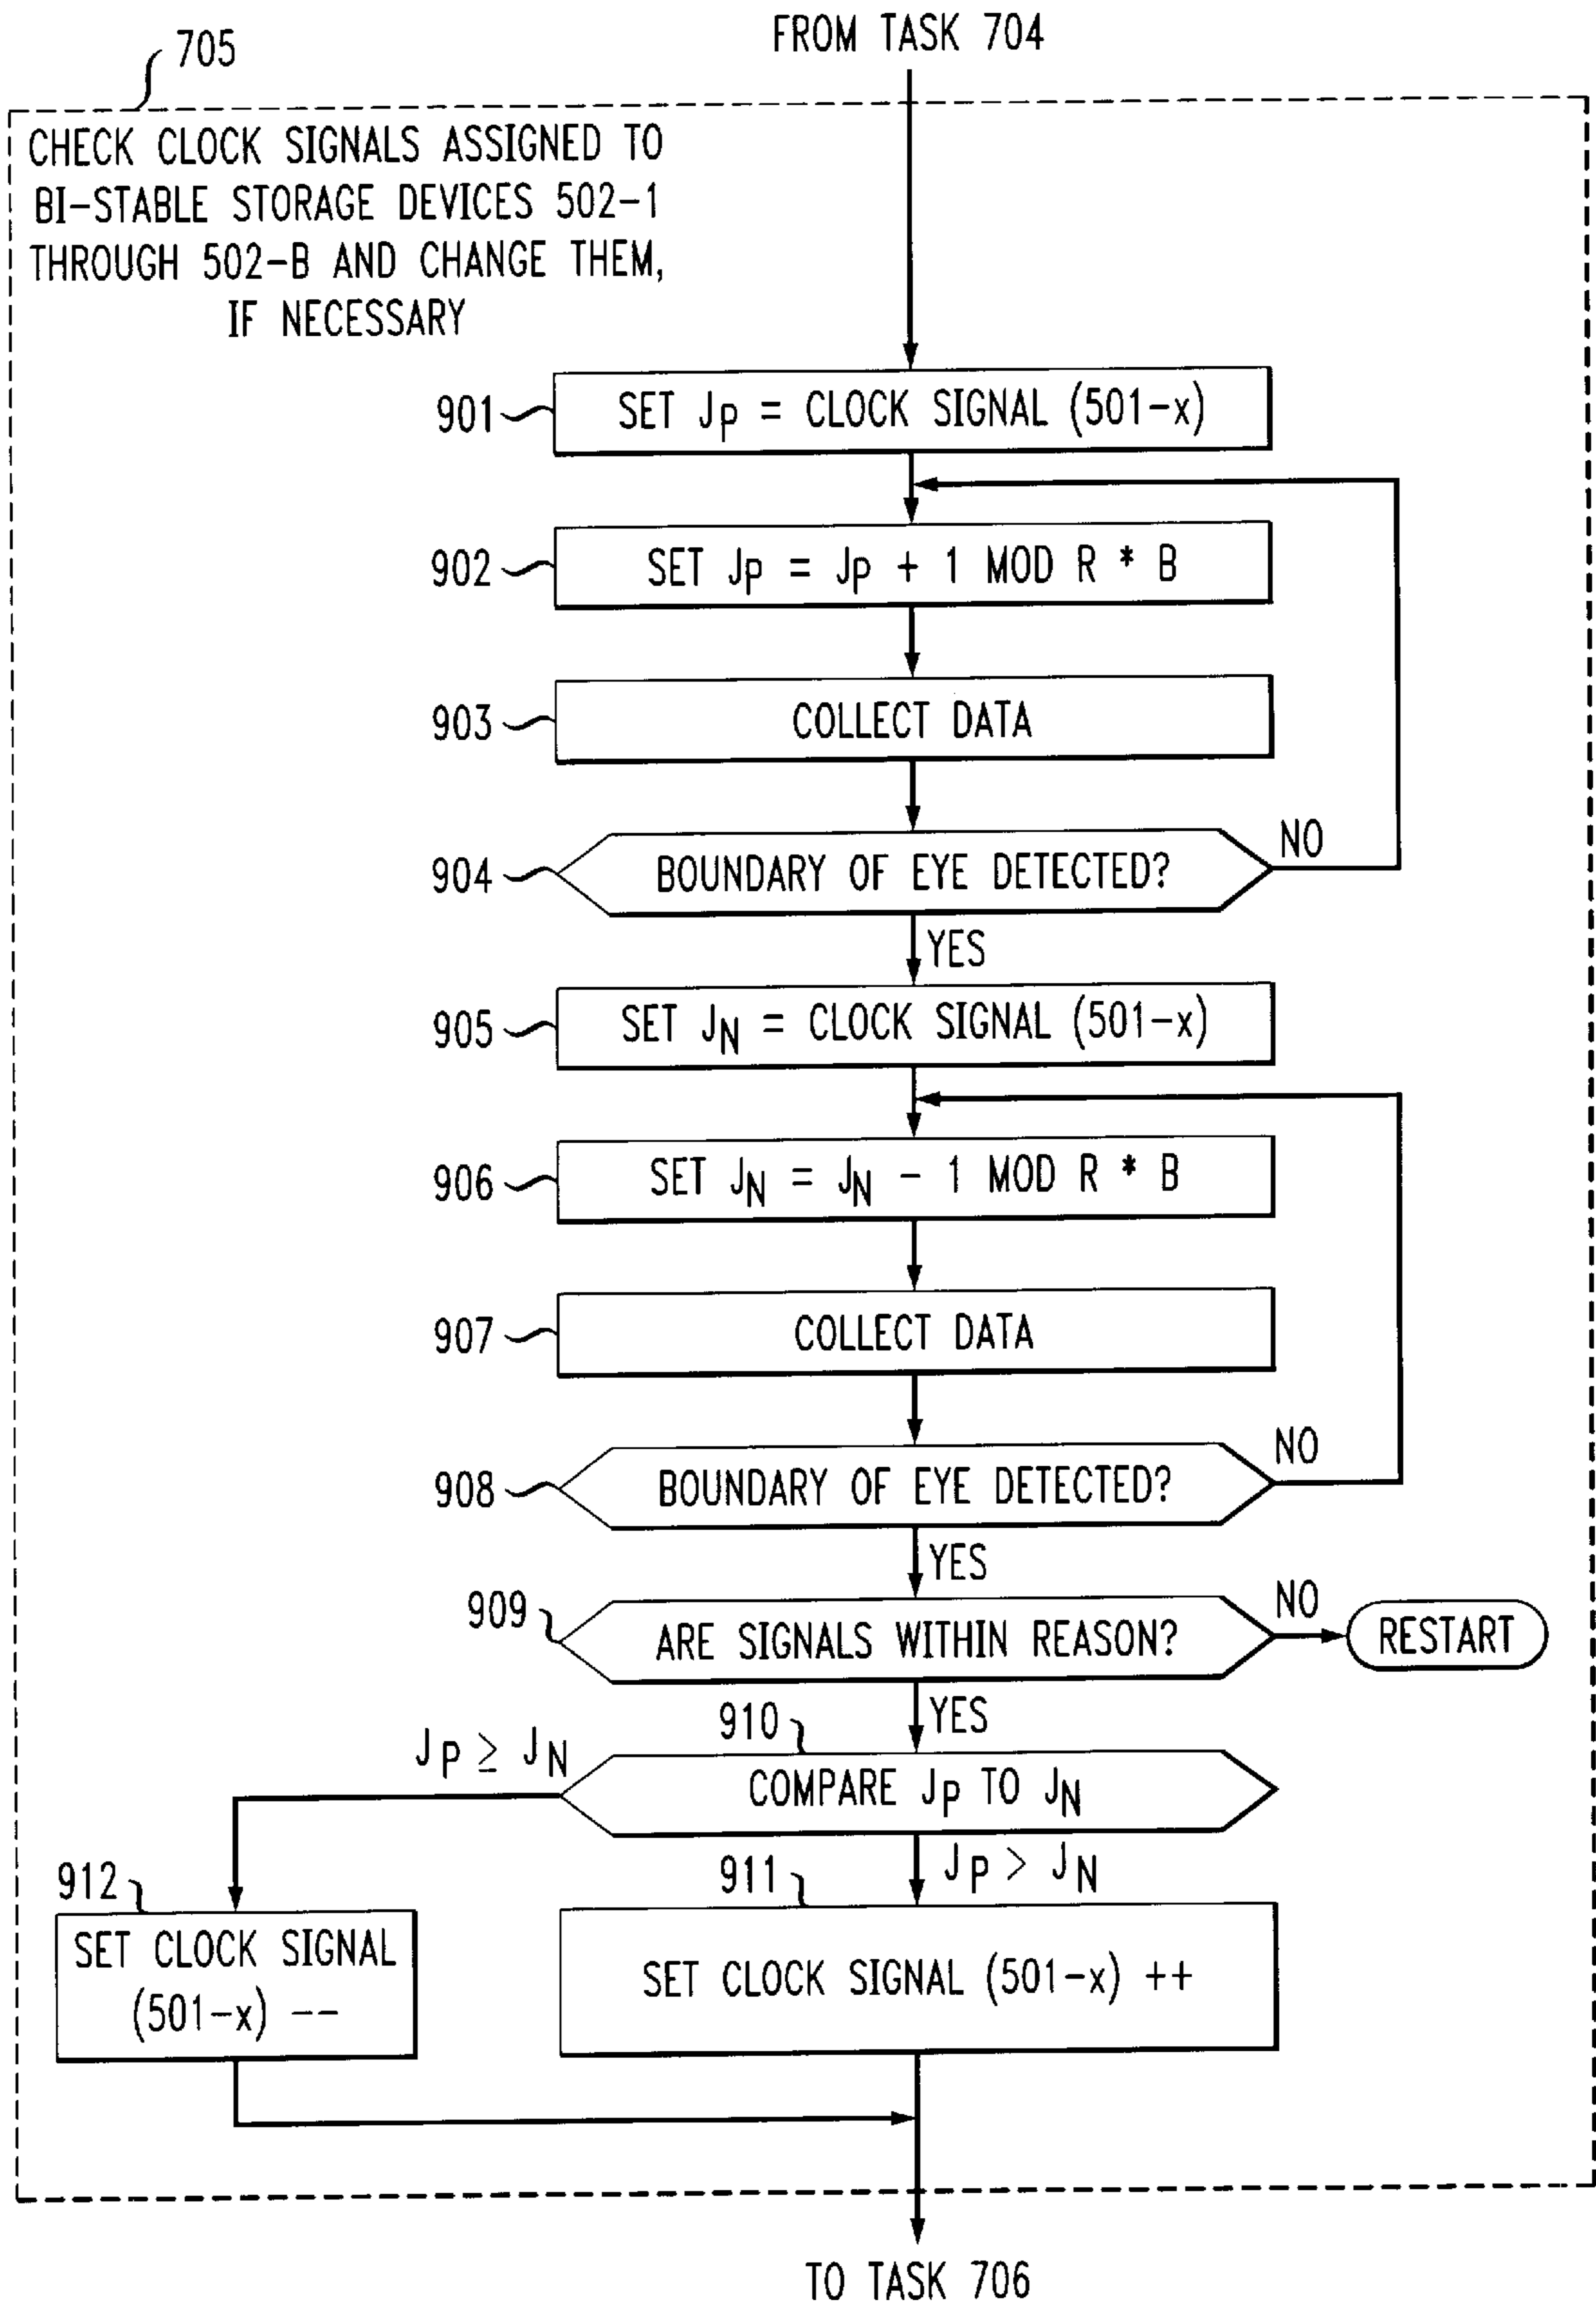 FROM TASK 704
705
CHECK CLOCK SIGNALS ASSIGNED TO
BI-STABLE STORAGE DEVICES 502-1
THROUGH 502-B AND CHANGE THEM,
IF NECESSARY
901
SET JP = CLOCK SIGNAL (501-x)
902
SET JP = JP + 1 MOD R * B
903
COLLECT DATA
904
BOUNDARY OF EYE DETECTED?
NO
YES
905
SET JN = CLOCK SIGNAL (501-x)
906
SET JN = JN - 1 MOD R * B
907
COLLECT DATA
908
BOUNDARY OF EYE DETECTED?
NO
YES
909
ARE SIGNALS WITHIN REASON?
NO
RESTART
YES
910
COMPARE JP TO JN
JP ≥ JN
JP > JN
912
SET CLOCK SIGNAL
(501-x) --
911
SET CLOCK SIGNAL (501-x) ++
TO TASK 706